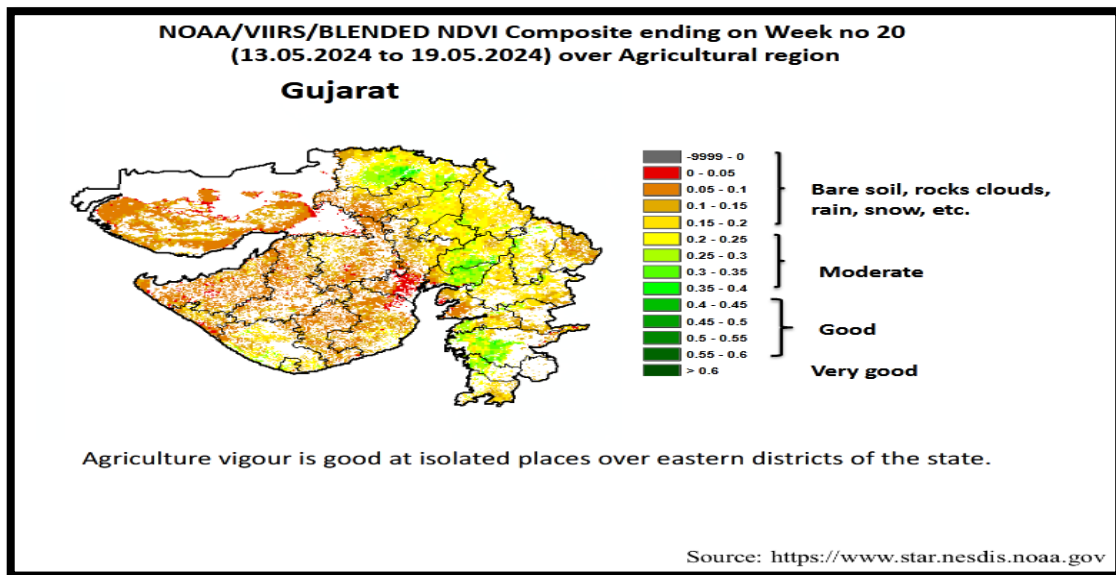 NOAA/VIIRS/BLENDED NDVI Composite ending on Week no 20
(13.05.2024 to 19.05.2024) over Agricultural region
Gujarat
-9999 - 0
0 - 0.05
0.05 - 0.1
0.1 - 0.15
0.15 - 0.2
0.2 - 0.25
0.25 - 0.3
0.3 - 0.35
0.35 - 0.4
0.4 - 0.45
0.45 - 0.5
0.5 - 0.55
0.55 - 0.6
> 0.6
Bare soil, rocks clouds,
rain, snow, etc.
Moderate
Good
Very good
Agriculture vigour is good at isolated places over eastern districts of the state.
Source: https://www.star.nesdis.noaa.gov